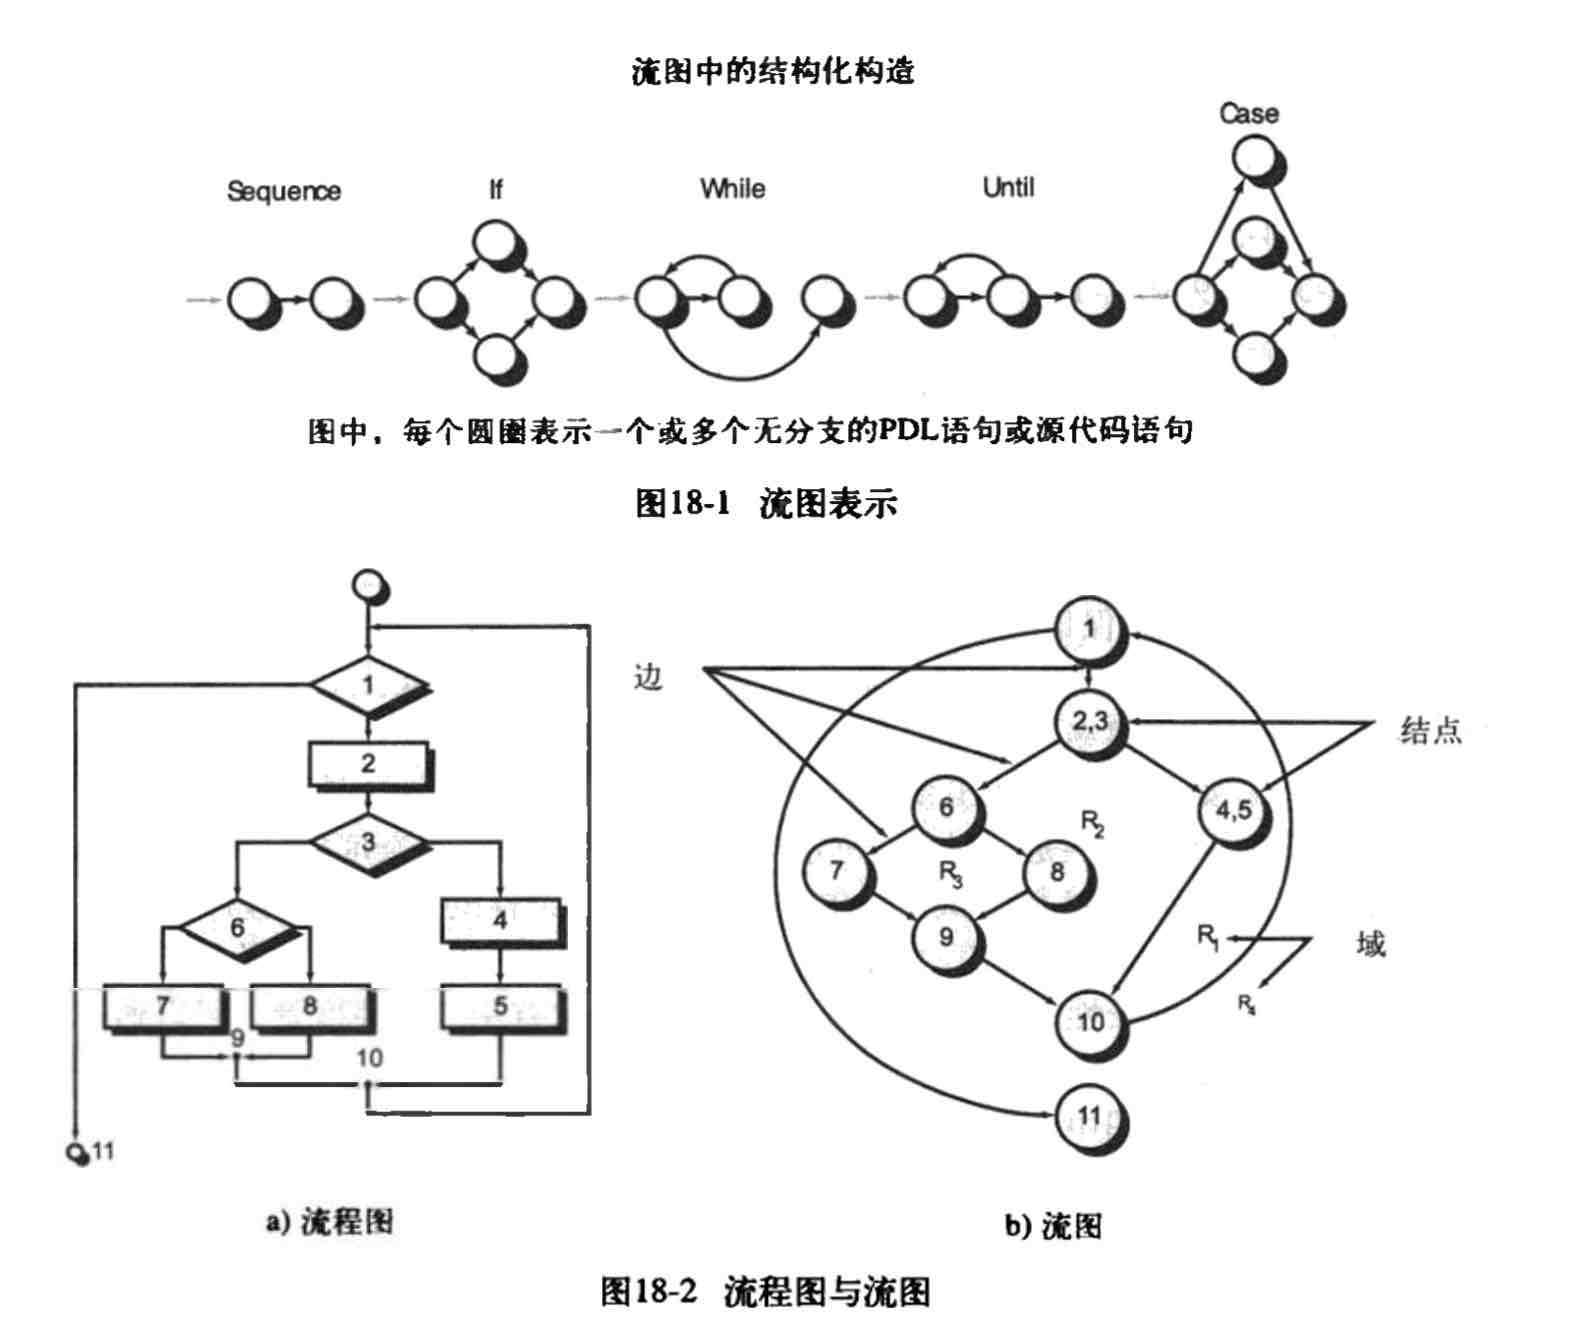 流图中的结构化构造
Case
Sequence
If
While
Until
图中，每个圆圈表示一个或多个无分支的PDL语句或源代码语句
图18-1 流图表示
1
2
3
6
4
7
8
5
9
10
11
a) 流程图
边
1
2,3
结点
6
4,5
R2
7
R3
8
9
R1
域
R4
10
11
b) 流图
图18-2 流程图与流图